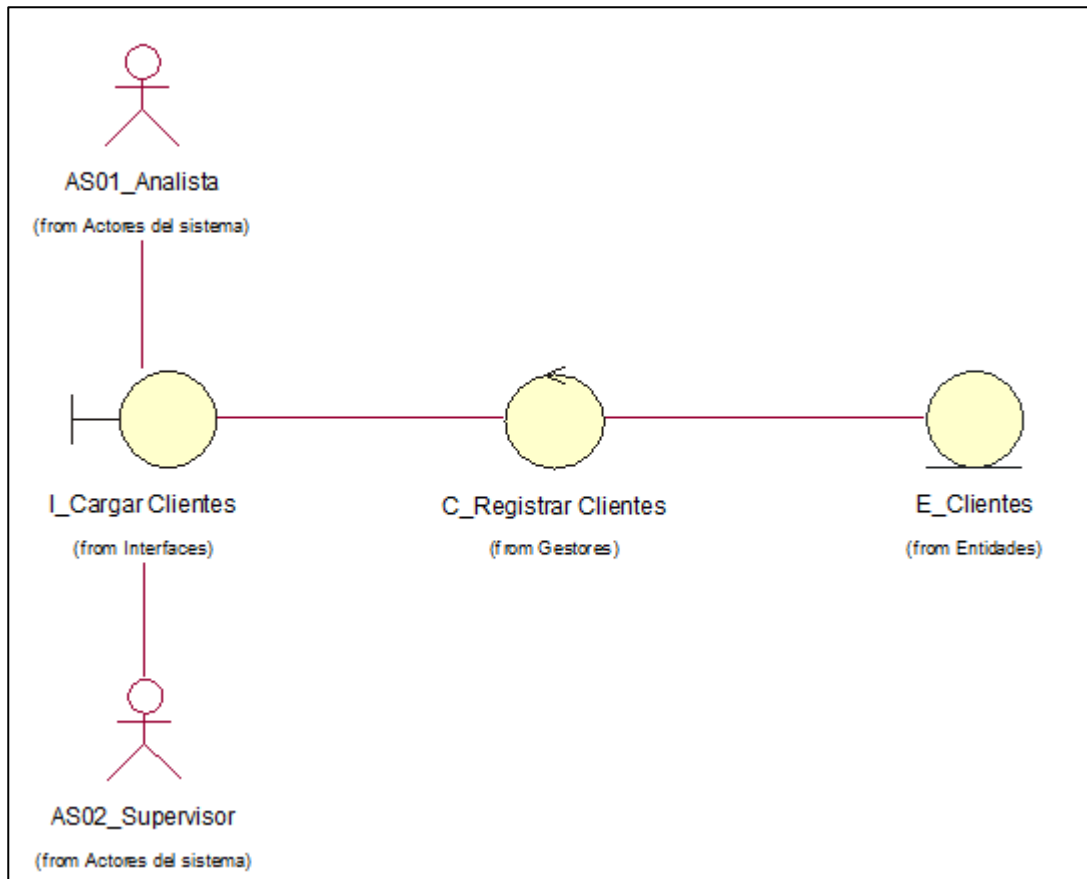 AS01_Analista
(from Actores del sistema)
I_Cargar Clientes
(from Interfaces)
C_Registrar Clientes
(from Gestores)
E_Clientes
(from Entidades)
AS02_Supervisor
(from Actores del sistema)